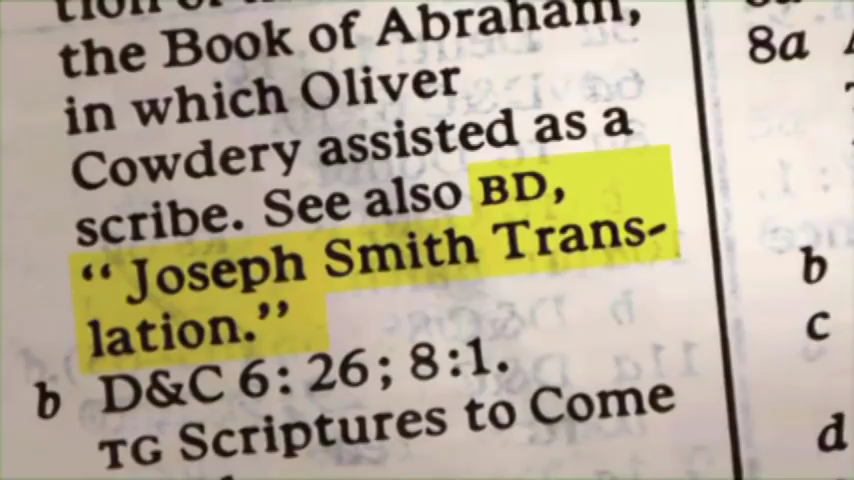 the Book of Abraham,
in which Oliver
Cowdery assisted as a
scribe. See also BD,
“Joseph Smith Trans-
lation.”
b D&C 6: 26; 8:1.
TG Scriptures to Come
8a
b
c
d